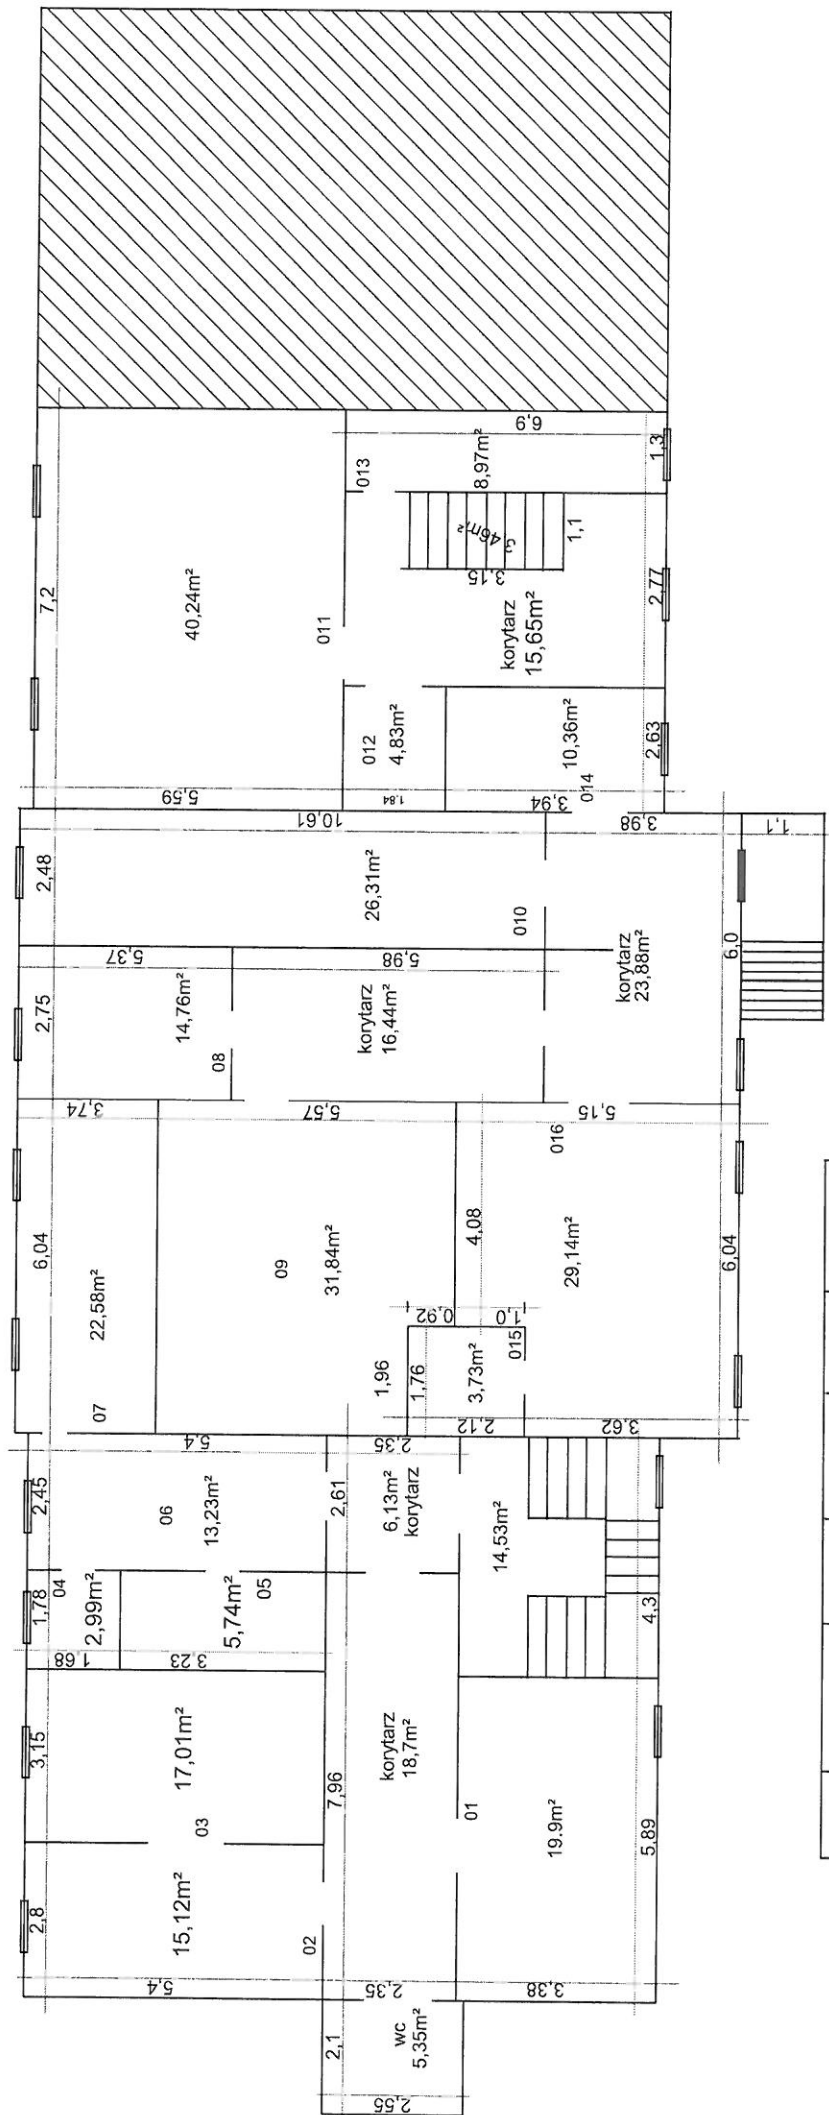 7,2
40,24m²
011
6,9
013
8,97m²
1,3
3,46m²
3,15
1,1
korytarz
15,65m²
2,77
012
4,83m²
10,36m²
014
2,63
5,59
1,84
3,94
10,61
3,98
1,1
2,48
26,31m²
010
5,37
5,98
korytarz
23,88m²
6,0
2,75
14,76m²
08
korytarz
16,44m²
3,74
5,57
5,15
016
6,04
22,58m²
07
09
31,84m²
4,08
29,14m²
6,04
0,92
1,0
1,96
1,76
3,73m²
015
2,12
3,62
5,4
2,35
2,45
06
13,23m²
2,61
6,13m²
korytarz
14,53m²
4,3
1,78
04
2,99m²
5,74m²
05
1,68
3,23
3,15
17,01m²
03
7,96
korytarz
18,7m²
01
19.9m²
5,89
2,8
15,12m²
02
5,4
2,35
3,38
2,1
wc
5,35m²
2,55